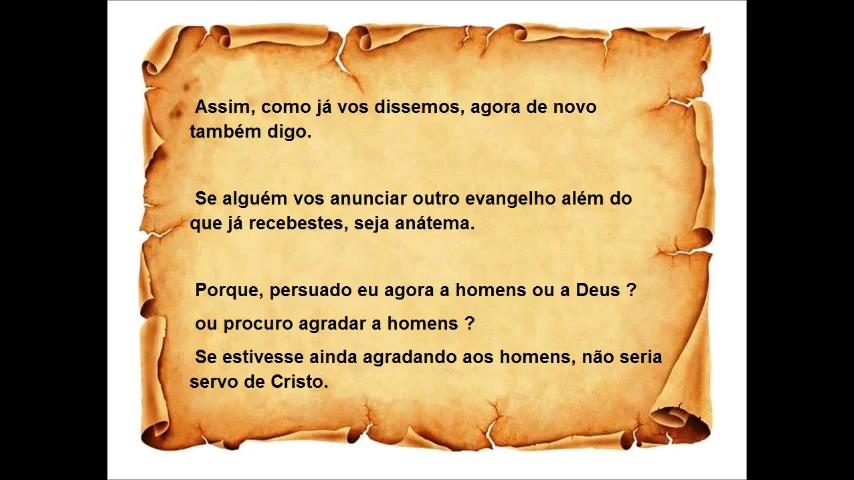 Assim, como já vos dissemos, agora de novo
também digo.
Se alguém vos anunciar outro evangelho além do
que já recebestes, seja anátema.
Porque, persuado eu agora a homens ou a Deus ?
ou procuro agradar a homens ?
Se estivesse ainda agradando aos homens, não seria
servo de Cristo.